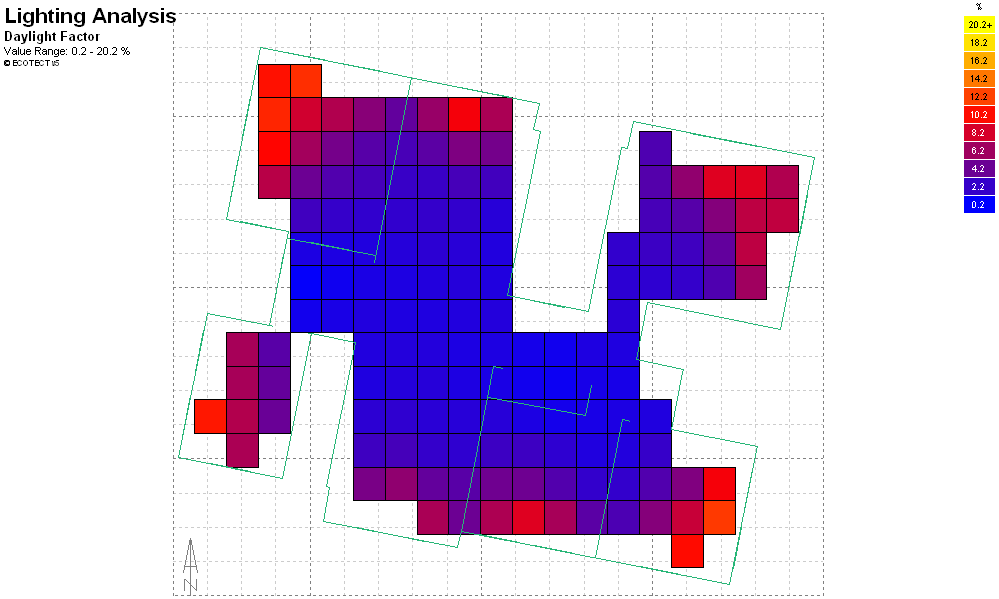 Lighting Analysis
Daylight Factor
Value Range: 0.2 - 20.2 %
© ECOTECT v5
%
20.2+
18.2
16.2
14.2
12.2
10.2
8.2
6.2
4.2
2.2
0.2
N